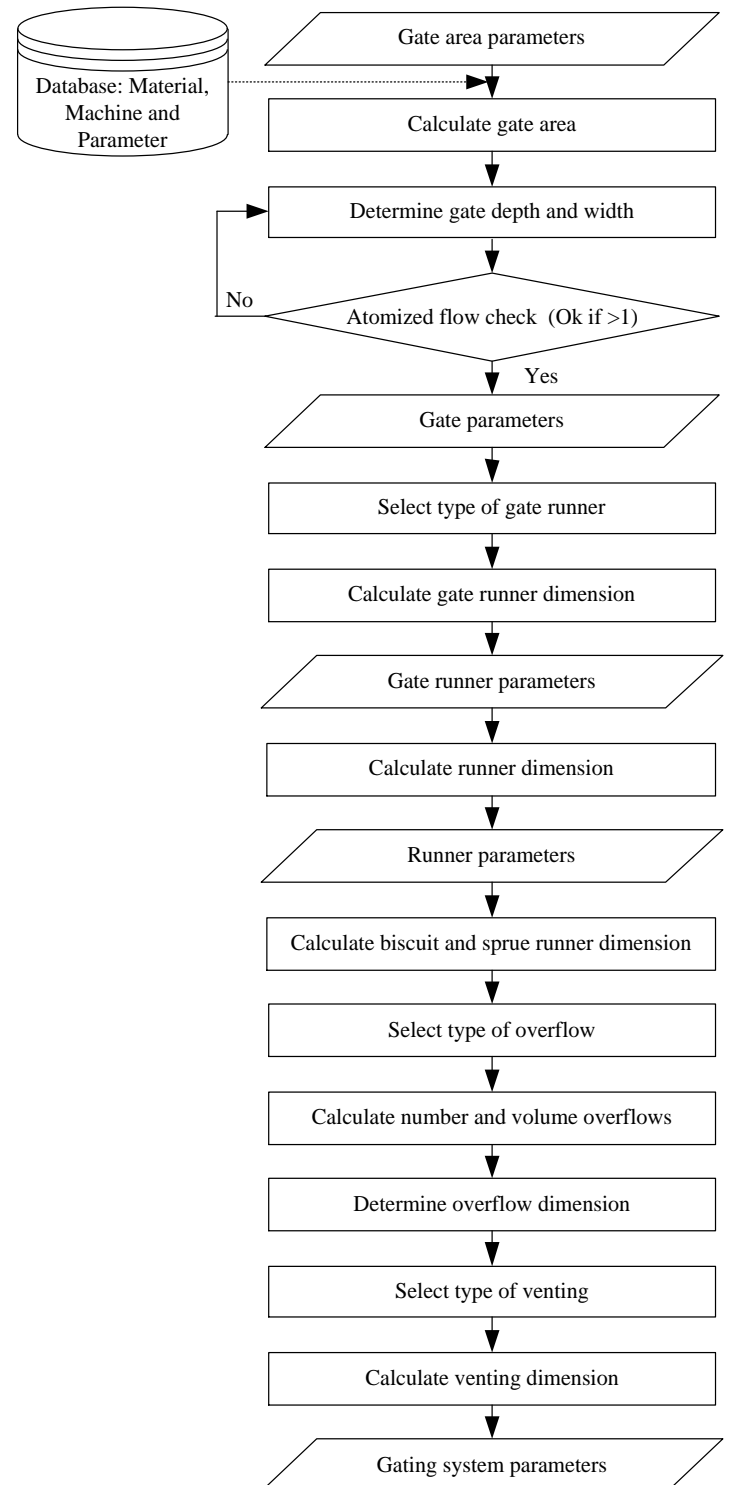 Gate area parameters
Database: Material,
Machine and
Parameter
Calculate gate area
Determine gate depth and width
No
Atomized flow check (Ok if >1)
Yes
Gate parameters
Select type of gate runner
Calculate gate runner dimension
Gate runner parameters
Calculate runner dimension
Runner parameters
Calculate biscuit and sprue runner dimension
Select type of overflow
Calculate number and volume overflows
Determine overflow dimension
Select type of venting
Calculate venting dimension
Gating system parameters